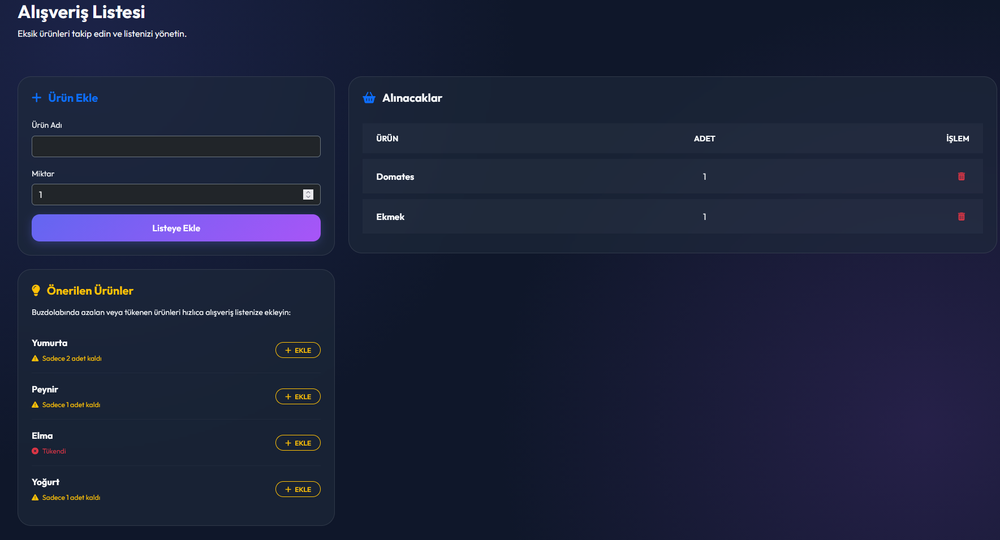 Alışveriş Listesi
Eksik ürünleri takip edin ve listenizi yönetin.
Ürün Ekle
Ürün Adı
Miktar
1
Listeye Ekle
Önerilen Ürünler
Buzdolabında azalan veya tükenen ürünleri hızlıca alışveriş listenize ekleyin:
Yumurta
Sadece 2 adet kaldı
EKLE
Peynir
Sadece 1 adet kaldı
EKLE
Elma
Tükendi
EKLE
Yoğurt
Sadece 1 adet kaldı
EKLE
Alınacaklar
ÜRÜN ADET İŞLEM
Domates 1
Ekmek 1